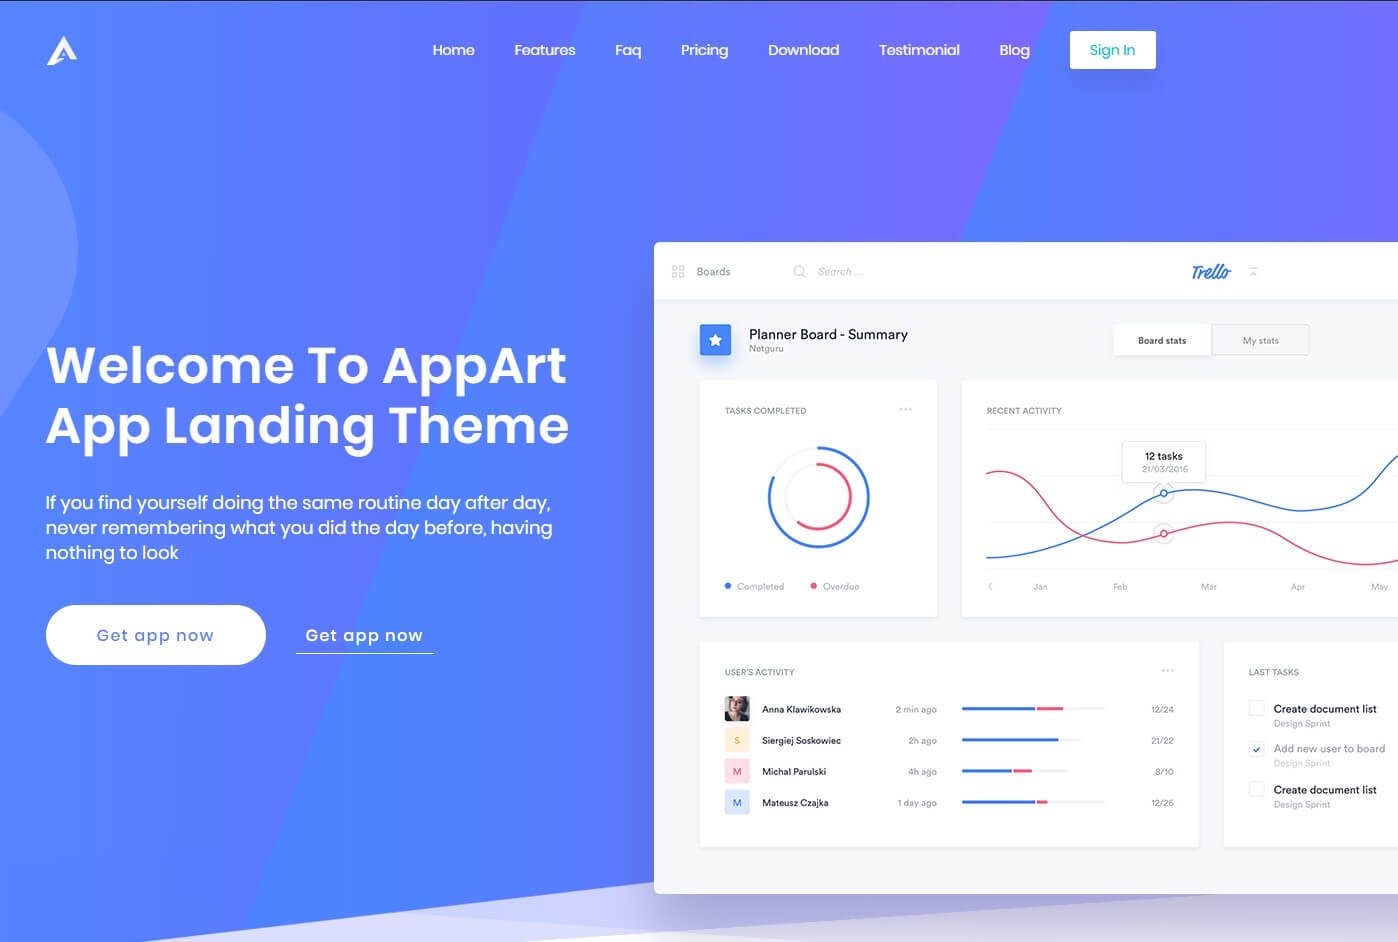 Home Features Faq Pricing Download Testimonial Blog Sign In
Welcome To AppArt
App Landing Theme
If you find yourself doing the same routine day after day,
never remembering what you did the day before, having
nothing to look
Get app now Get app now
Boards Search ... Trello
Planner Board - Summary
Netguru
Board stats My stats
TASKS COMPLETED
Completed Overdue
RECENT ACTIVITY
12 tasks
21/03/2016
Jan Feb Mar Apr May
USER'S ACTIVITY
Anna Klawikowska 2 min ago 12/24
S Siergiej Soskowiec 2h ago 21/22
M Michal Parulski 4h ago 8/10
M Mateusz Czajka 1 day ago 12/26
LAST TASKS
Create document list
Design Sprint
Add new user to board
Design Sprint
Create document list
Design Sprint